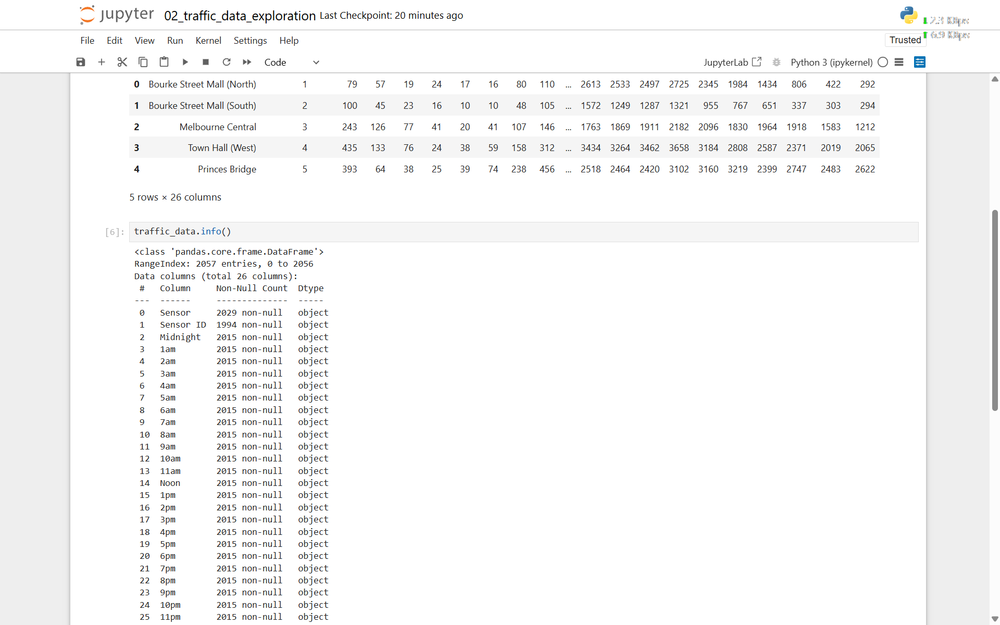 jupyter 02_traffic_data_exploration Last Checkpoint: 20 minutes ago
2.3 KBps
6.9 KBps
File Edit View Run Kernel Settings Help
Trusted
Code
JupyterLab Python 3 (ipykernel)
0 Bourke Street Mall (North) 1 79 57 19 24 17 16 80 110 ... 2613 2533 2497 2725 2345 1984 1434 806 422 292
1 Bourke Street Mall (South) 2 100 45 23 16 10 10 48 105 ... 1572 1249 1287 1321 955 767 651 337 303 294
2 Melbourne Central 3 243 126 77 41 20 41 107 146 ... 1763 1869 1911 2182 2096 1830 1964 1918 1583 1212
3 Town Hall (West) 4 435 133 76 24 38 59 158 312 ... 3434 3264 3462 3658 3184 2808 2587 2371 2019 2065
4 Princes Bridge 5 393 64 38 25 39 74 238 456 ... 2518 2464 2420 3102 3160 3219 2399 2747 2483 2622
5 rows × 26 columns
[6]: traffic_data.info()
<class 'pandas.core.frame.DataFrame'>
RangeIndex: 2057 entries, 0 to 2056
Data columns (total 26 columns):
# Column Non-Null Count Dtype
--- ------ -------------- -----
0 Sensor 2029 non-null object
1 Sensor ID 1994 non-null object
2 Midnight 2015 non-null object
3 1am 2015 non-null object
4 2am 2015 non-null object
5 3am 2015 non-null object
6 4am 2015 non-null object
7 5am 2015 non-null object
8 6am 2015 non-null object
9 7am 2015 non-null object
10 8am 2015 non-null object
11 9am 2015 non-null object
12 10am 2015 non-null object
13 11am 2015 non-null object
14 Noon 2015 non-null object
15 1pm 2015 non-null object
16 2pm 2015 non-null object
17 3pm 2015 non-null object
18 4pm 2015 non-null object
19 5pm 2015 non-null object
20 6pm 2015 non-null object
21 7pm 2015 non-null object
22 8pm 2015 non-null object
23 9pm 2015 non-null object
24 10pm 2015 non-null object
25 11pm 2015 non-null object